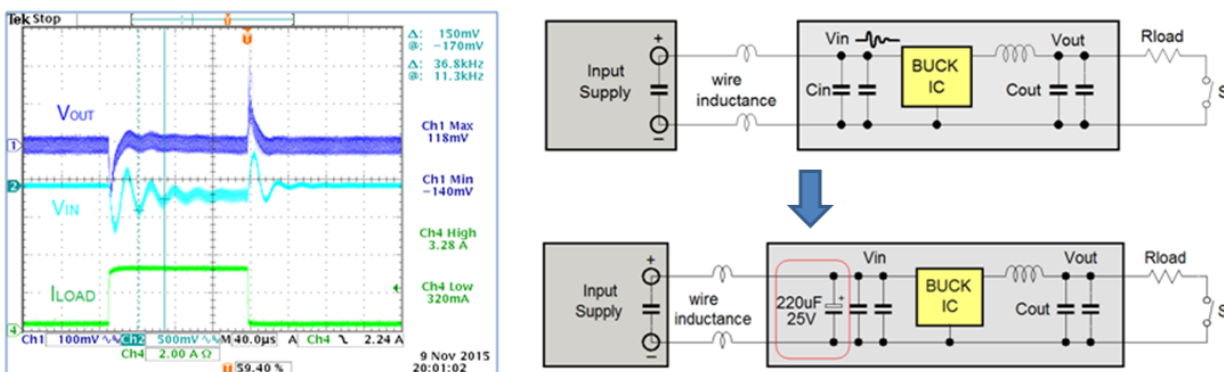 Tek Stop
Δ: 150mV
@: −170mV
Δ: 36.8kHz
@: 11.3kHz
VOUT
Ch1 Max
118mV
1
Ch1 Min
−140mV
2
VIN
Ch4 High
3.28 A
ILOAD
Ch4 Low
320mA
4
Ch1 100mV Ch2 500mV M 40.0µs A Ch4 2.24 A
Ch4 2.00 A Ω
9 Nov 2015
59.40 %
20:01:02
Input
Supply
+
−
wire
inductance
Vin
Cin
BUCK
IC
Vout
Cout
Rload
S
Input
Supply
+
−
wire
inductance
220uF
25V
+
Vin
BUCK
IC
Vout
Cout
Rload
S